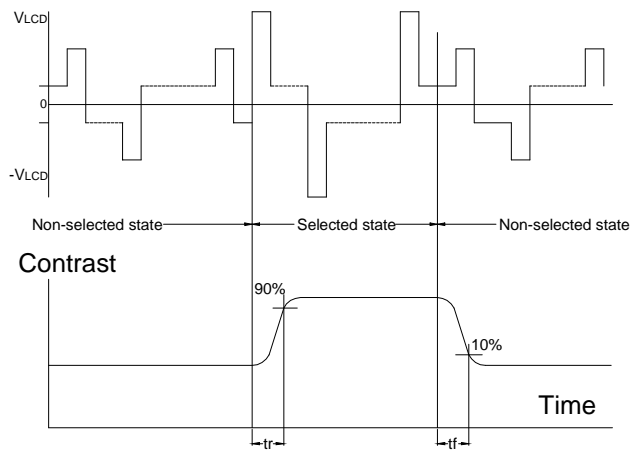 VLCD
0
-VLCD
Non-selected state
Selected state
Non-selected state
Contrast
90%
10%
Time
tr
tf